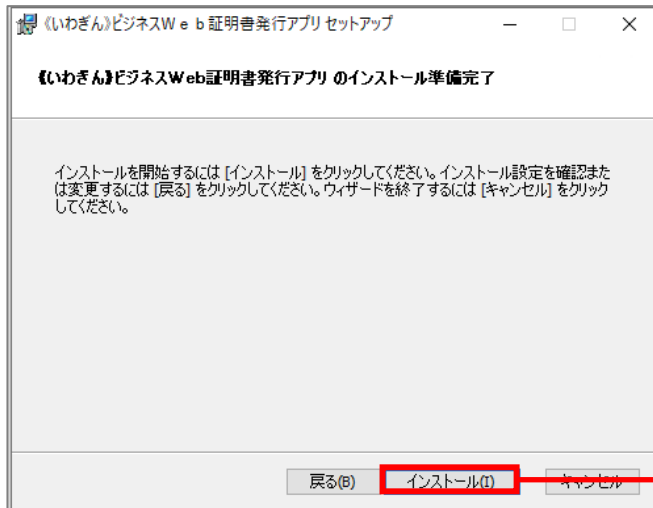 《いわぎん》ビジネスWeb証明書発行アプリ セットアップ
《いわぎん》ビジネスWeb証明書発行アプリ のインストール準備完了
インストールを開始するには [インストール] をクリックしてください。インストール設定を確認また
は変更するには [戻る] をクリックしてください。ウィザードを終了するには [キャンセル] をクリック
してください。
戻る(B) インストール(I) キャンセル